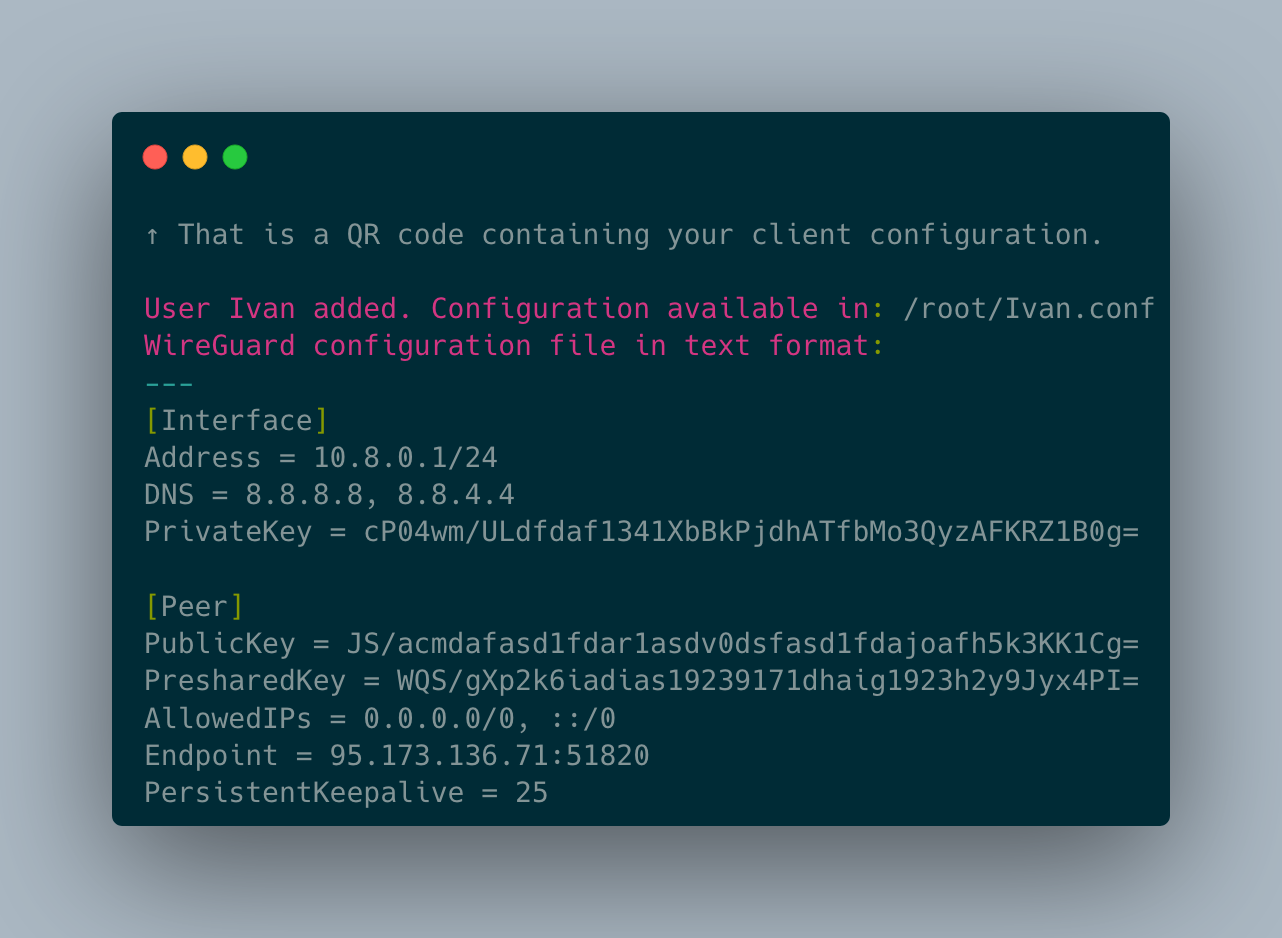 ↑ That is a QR code containing your client configuration.
User Ivan added. Configuration available in: /root/Ivan.conf
WireGuard configuration file in text format:
---
[Interface]
Address = 10.8.0.1/24
DNS = 8.8.8.8, 8.8.4.4
PrivateKey = cP04wm/ULdfdaf1341XbBkPjdhATfbMo3QyzAFKRZ1B0g=
[Peer]
PublicKey = JS/acmdafasd1fdar1asdv0dsfasd1fdajoafh5k3KK1Cg=
PresharedKey = WQS/gXp2k6iadias19239171dhaig1923h2y9Jyx4PI=
AllowedIPs = 0.0.0.0/0, ::/0
Endpoint = 95.173.136.71:51820
PersistentKeepalive = 25